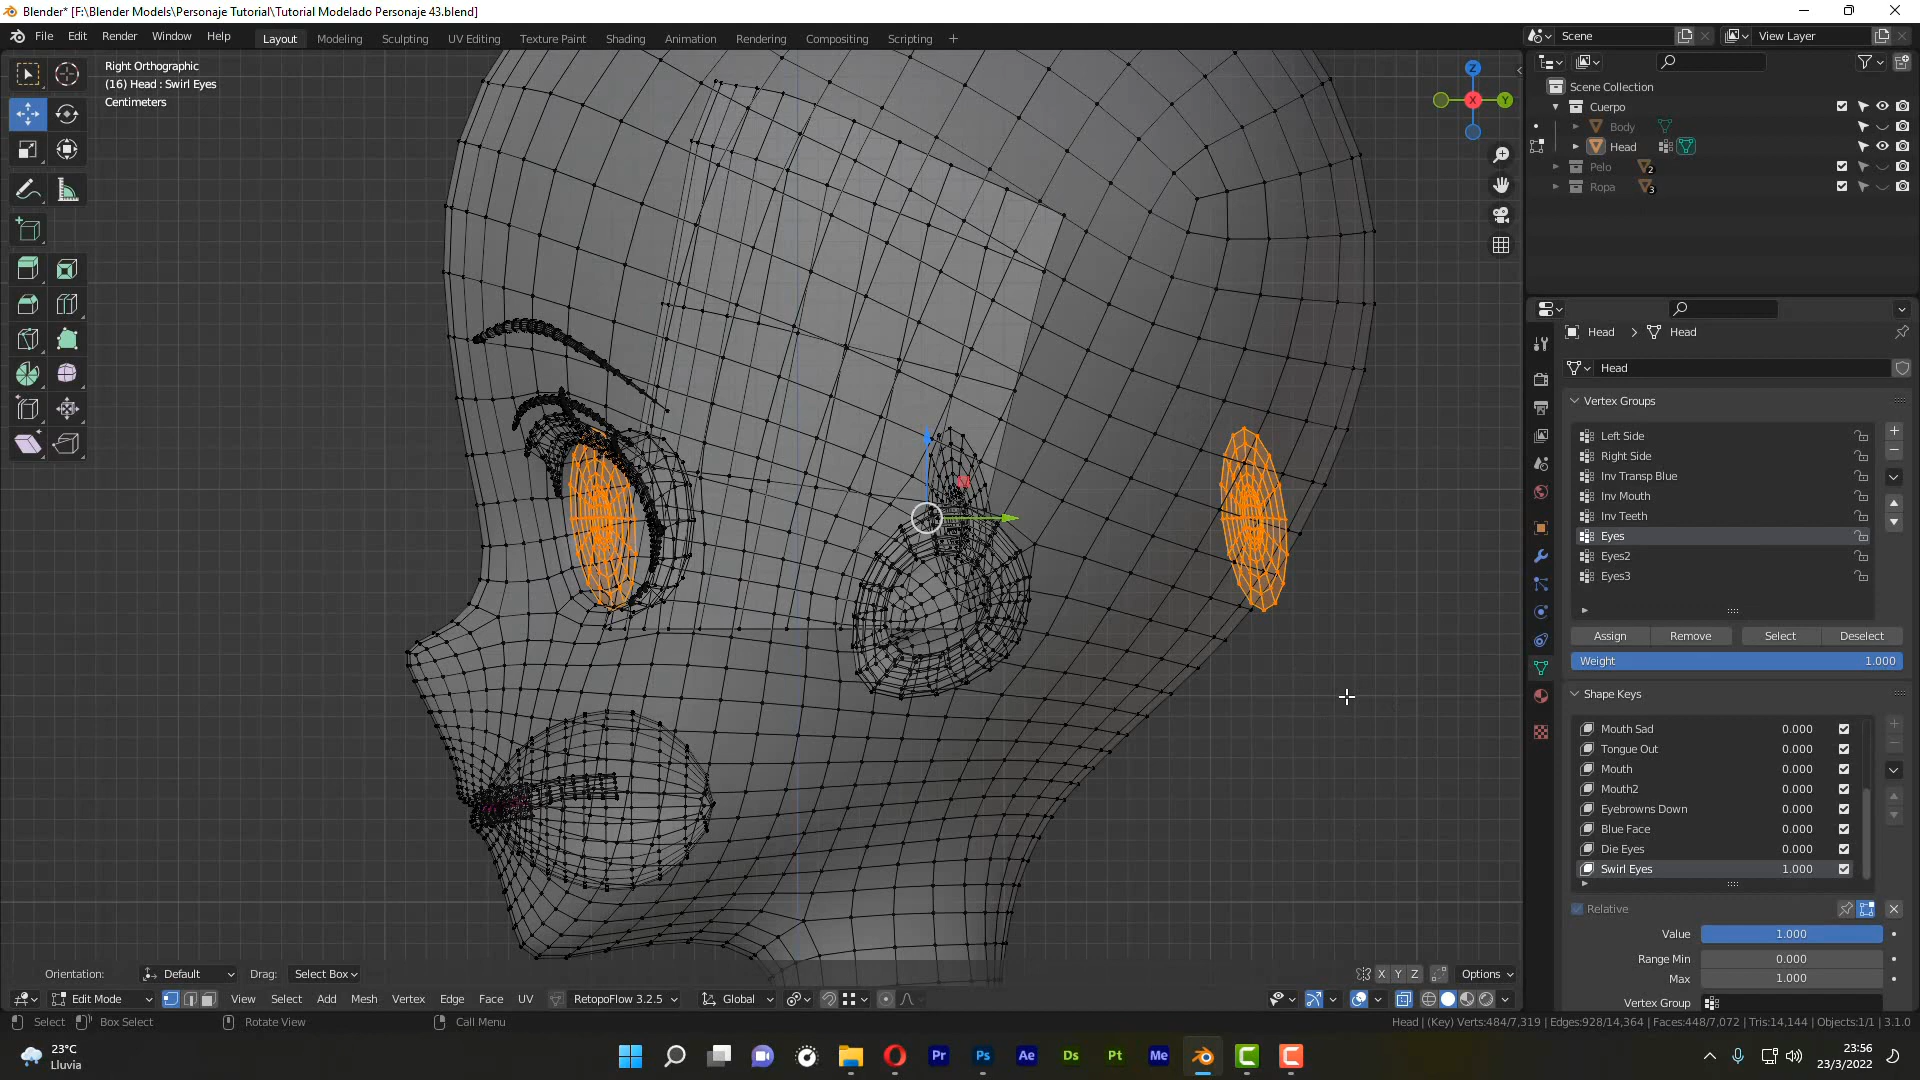 Blender* [F:\Blender Models\Personaje Tutorial\Tutorial Modelado Personaje 43.blend]
File Edit Render Window Help Layout Modeling Sculpting UV Editing Texture Paint Shading Animation Rendering Compositing Scripting + Scene View Layer
Right Orthographic
(16) Head : Swirl Eyes
Centimeters
Z
X
Y
Scene Collection
Cuerpo
Body
Head
Pelo 2
Ropa 3
Head > Head
Head
Vertex Groups
Left Side
Right Side
Inv Transp Blue
Inv Mouth
Inv Teeth
Eyes
Eyes2
Eyes3
Assign Remove Select Deselect
Weight 1.000
Shape Keys
Mouth Sad 0.000
Tongue Out 0.000
Mouth 0.000
Mouth2 0.000
Eyebrowns Down 0.000
Blue Face 0.000
Die Eyes 0.000
Swirl Eyes 1.000
Relative
Value 1.000
Range Min 0.000
Max 1.000
Vertex Group
Orientation: Default Drag: Select Box X Y Z Options
Edit Mode View Select Add Mesh Vertex Edge Face UV RetopoFlow 3.2.5 Global
Select Box Select Rotate View Call Menu Head | (Key) Verts:484/7,319 | Edges:928/14,364 | Faces:448/7,072 | Tris:14,144 | Objects:1/1 | 3.1.0
23°C
Lluvia
Pr Ps Ae Ds Pt Me
23:56
23/3/2022